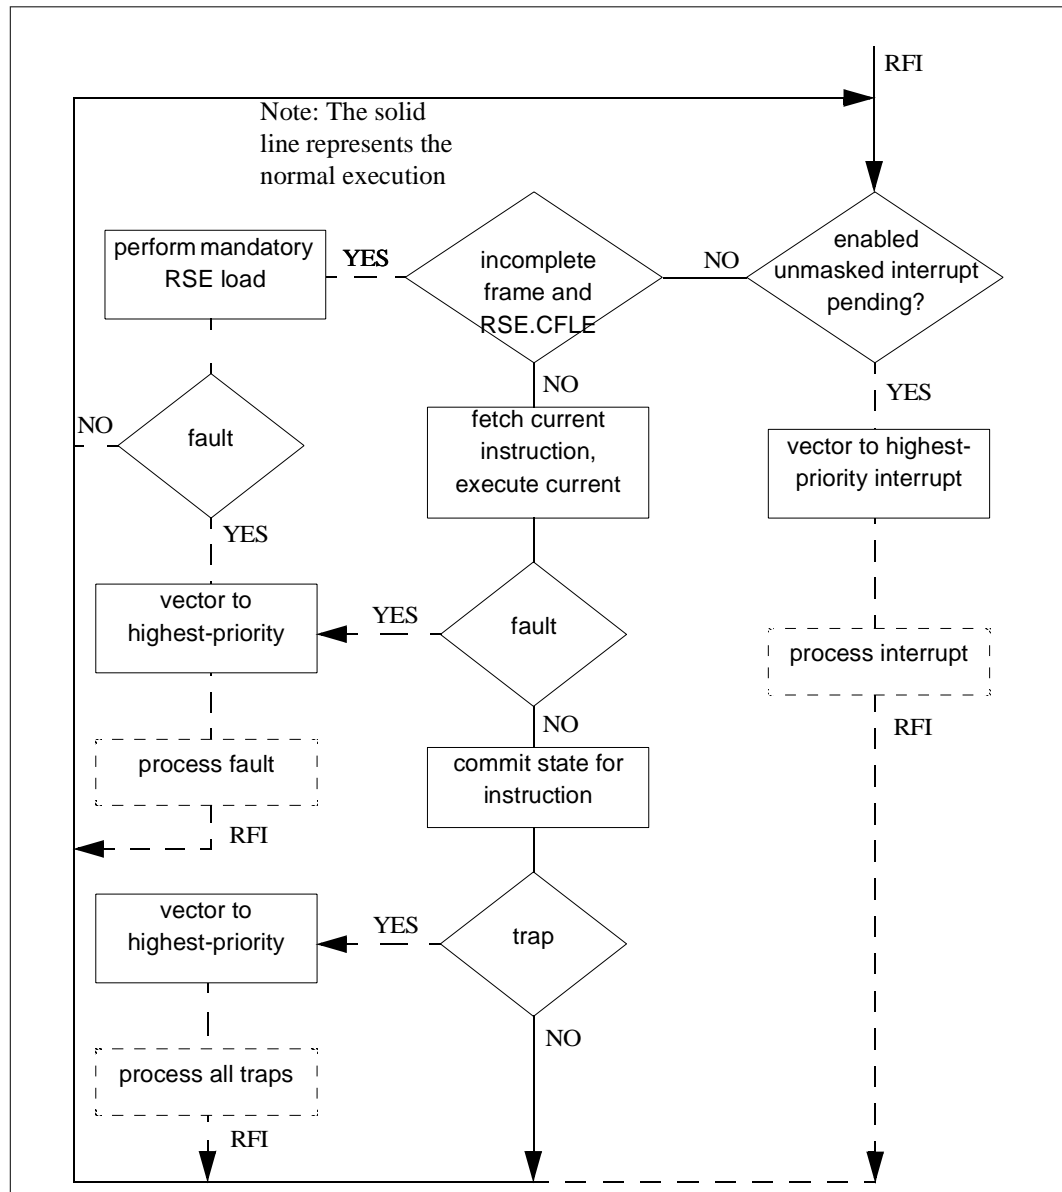 RFI
Note: The solid
line represents the
normal execution
perform mandatory
RSE load
YES
incomplete
frame and
RSE.CFLE
NO
enabled
unmasked interrupt
pending?
NO
YES
NO
fault
fetch current
instruction,
execute current
vector to highest-
priority interrupt
YES
vector to
highest-priority
YES
fault
process interrupt
NO
RFI
process fault
commit state for
instruction
RFI
vector to
highest-priority
YES
trap
NO
process all traps
RFI